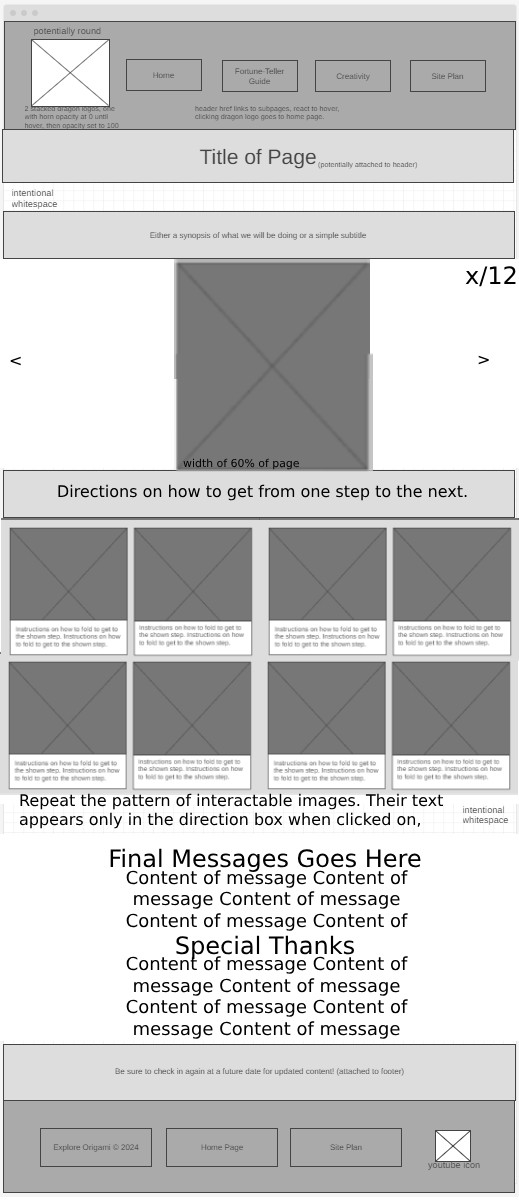 potentially round
Home
Fortune-Teller
Guide
Creativity
Site Plan
2 stacked dragon logos, one
with horn opacity at 0 until
hover, then opacity set to 100
header href links to subpages, react to hover,
clicking dragon logo goes to home page.
Title of Page
(potentially attached to header)
intentional
whitespace
Either a synopsis of what we will be doing or a simple subtitle
x/12
<
>
width of 60% of page
Directions on how to get from one step to the next.
Instructions on how to fold to get to
the shown step. Instructions on how
to fold to get to the shown step.
Instructions on how to fold to get to
the shown step. Instructions on how
to fold to get to the shown step.
Instructions on how to fold to get to
the shown step. Instructions on how
to fold to get to the shown step.
Instructions on how to fold to get to
the shown step. Instructions on how
to fold to get to the shown step.
Instructions on how to fold to get to
the shown step. Instructions on how
to fold to get to the shown step.
Instructions on how to fold to get to
the shown step. Instructions on how
to fold to get to the shown step.
Instructions on how to fold to get to
the shown step. Instructions on how
to fold to get to the shown step.
Instructions on how to fold to get to
the shown step. Instructions on how
to fold to get to the shown step.
Repeat the pattern of interactable images. Their text
appears only in the direction box when clicked on,
intentional
whitespace
Final Messages Goes Here
Content of message Content of
message Content of message
Content of message Content of
Special Thanks
Content of message Content of
message Content of message
Content of message Content of
message Content of message
Be sure to check in again at a future date for updated content! (attached to footer)
Explore Origami © 2024
Home Page
Site Plan
youtube icon